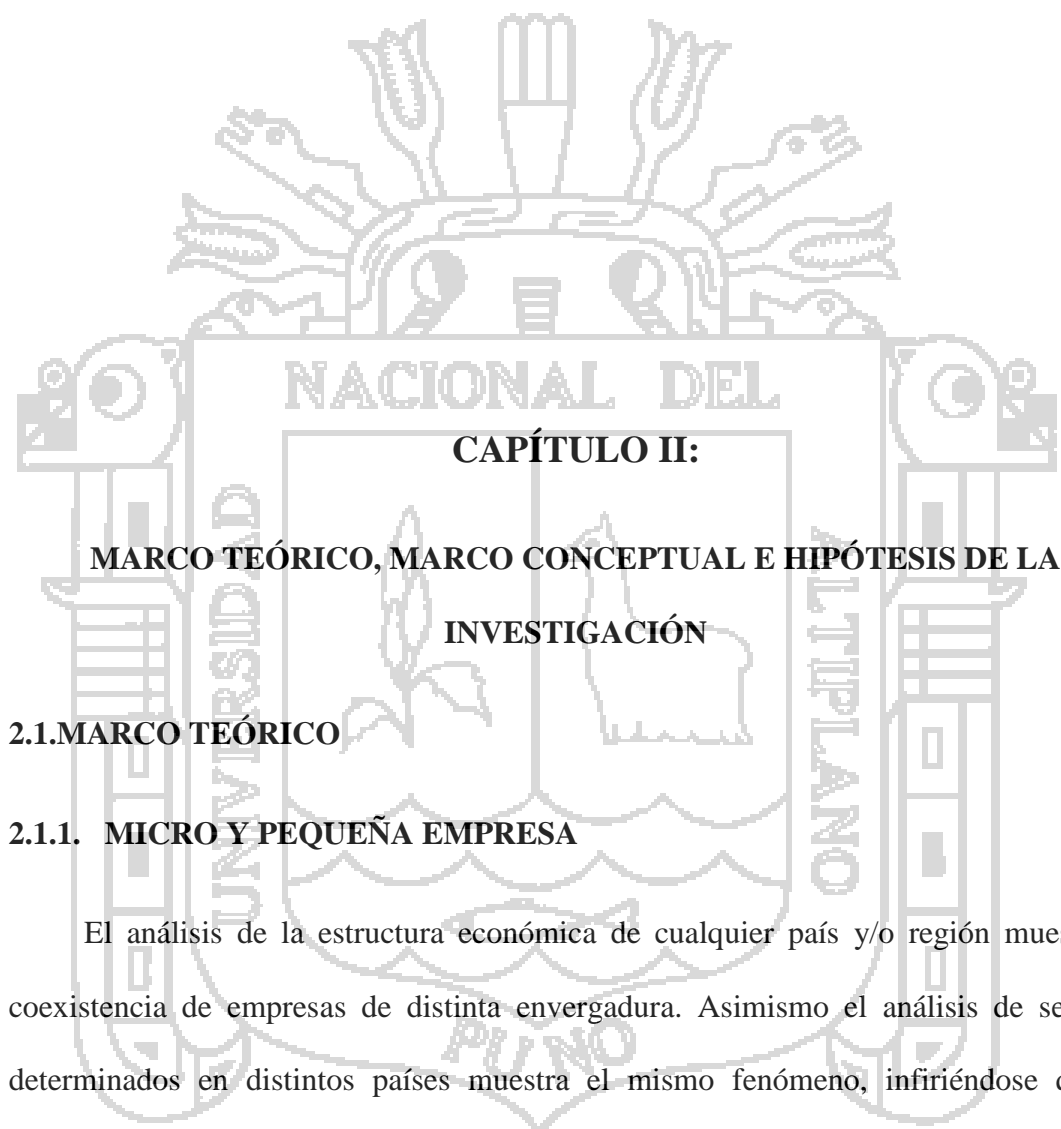 NACIONAL DEL
CAPÍTULO II:
MARCO TEÓRICO, MARCO CONCEPTUAL E HIPÓTESIS DE LA
INVESTIGACIÓN
UNIVERSIDAD
ALTIPLANO
2.1.MARCO TEÓRICO
2.1.1. MICRO Y PEQUEÑA EMPRESA
El análisis de la estructura económica de cualquier país y/o región mue
coexistencia de empresas de distinta envergadura. Asimismo el análisis de se
PUNO
determinados en distintos países muestra el mismo fenómeno, infiriéndose